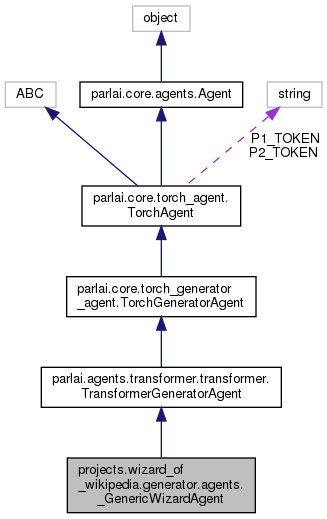 object
ABC
parlai.core.agents.Agent
string
P1_TOKEN
P2_TOKEN
parlai.core.torch_agent.
TorchAgent
parlai.core.torch_generator
_agent.TorchGeneratorAgent
parlai.agents.transformer.transformer.
TransformerGeneratorAgent
projects.wizard_of
_wikipedia.generator.agents.
_GenericWizardAgent